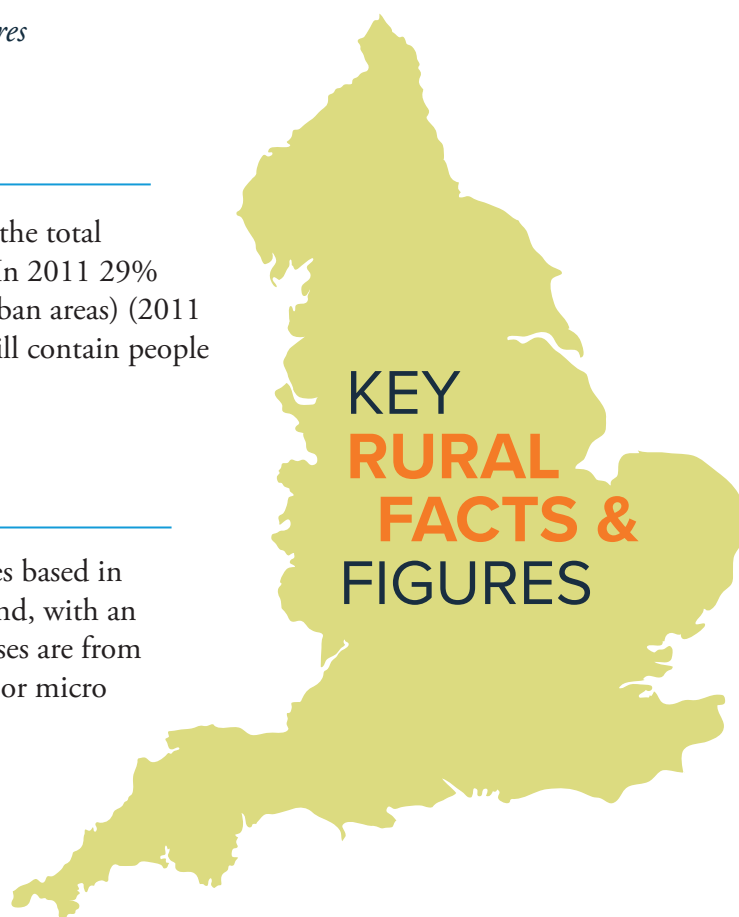 res
the total
In 2011 29%
ban areas) (2011
ill contain people
es based in
nd, with an
ses are from
or micro
KEY
RURAL
FACTS &
FIGURES